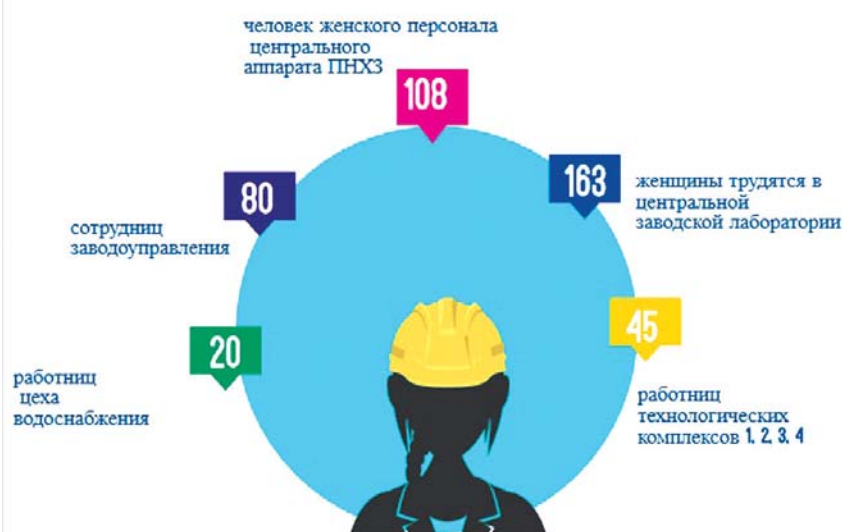 человек женского персонала
центрального
аппарата ПНХЗ
108
163
женщины трудятся в
центральной
заводской лаборатории
80
сотрудниц
заводоуправления
45
работниц
технологических
комплексов 1, 2, 3, 4
20
работниц
цеха
водоснабжения